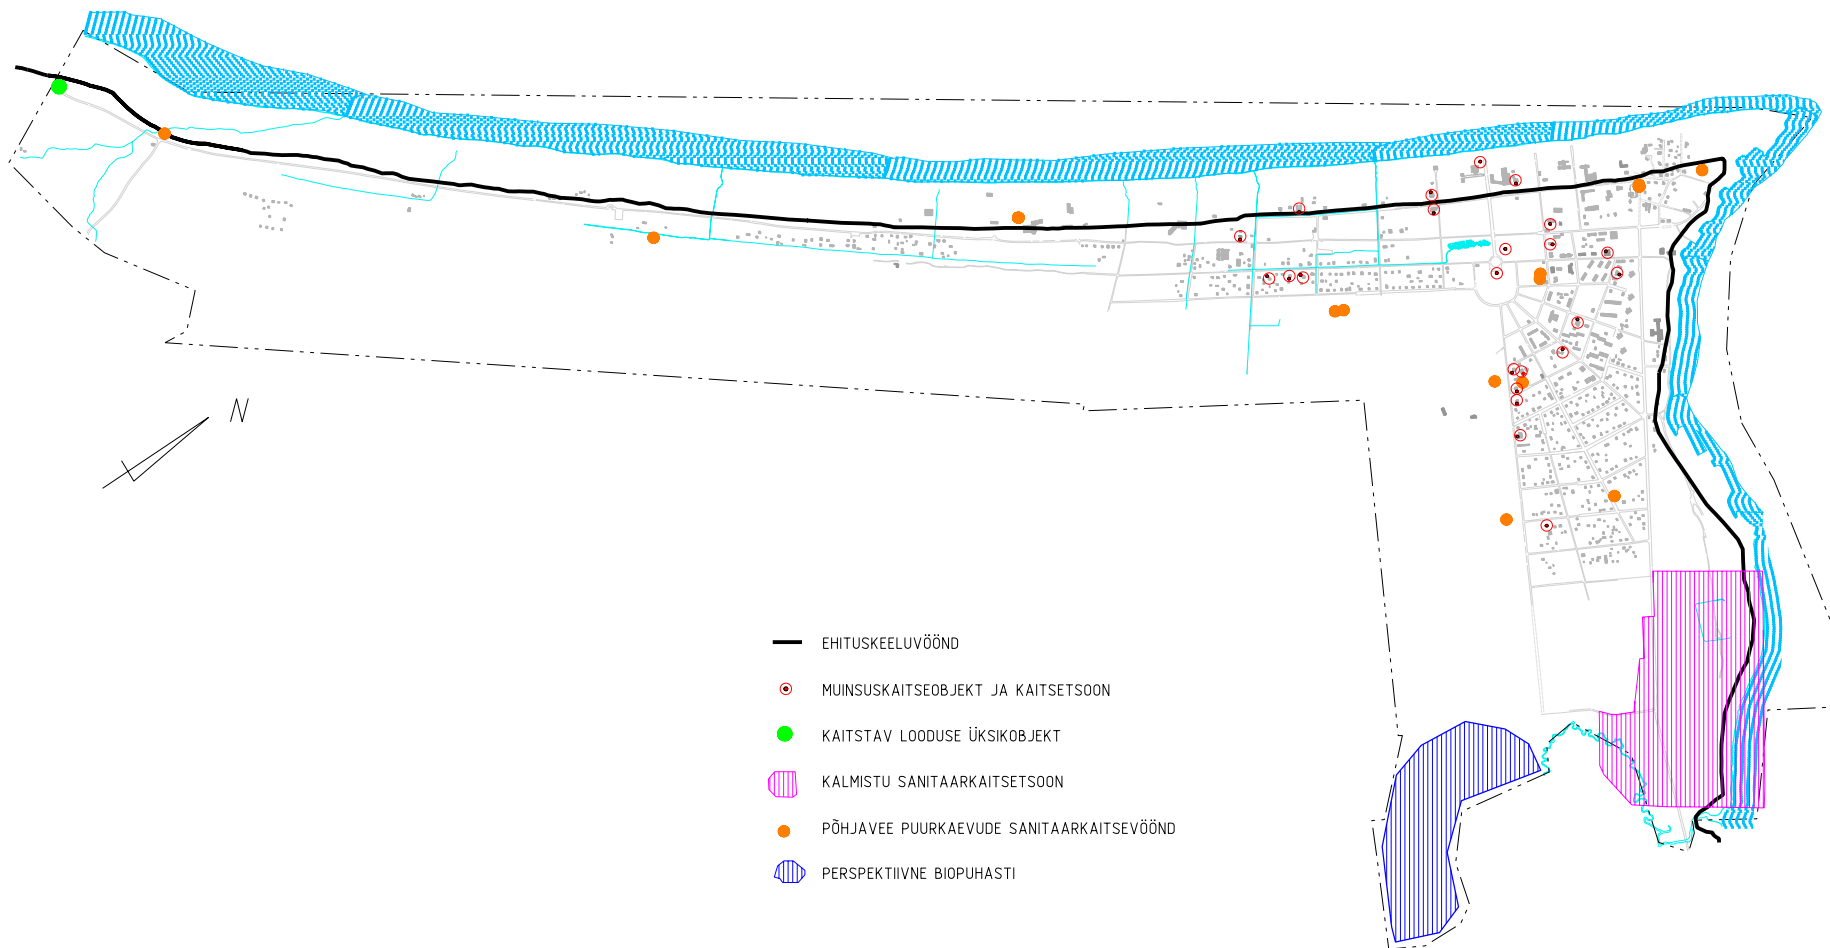 N
EHITUSKEELUVÖÖND
MUINSUSKAITSEOBJEKT JA KAITSETSOON
KAITSTAV LOODUSE ÜKSIKOBJEKT
KALMISTU SANITAARKAITSETSOON
PÕHJAVEE PUURKAEVUDE SANITAARKAITSEVÖÖND
PERSPEKTIIVNE BIOPUHASTI